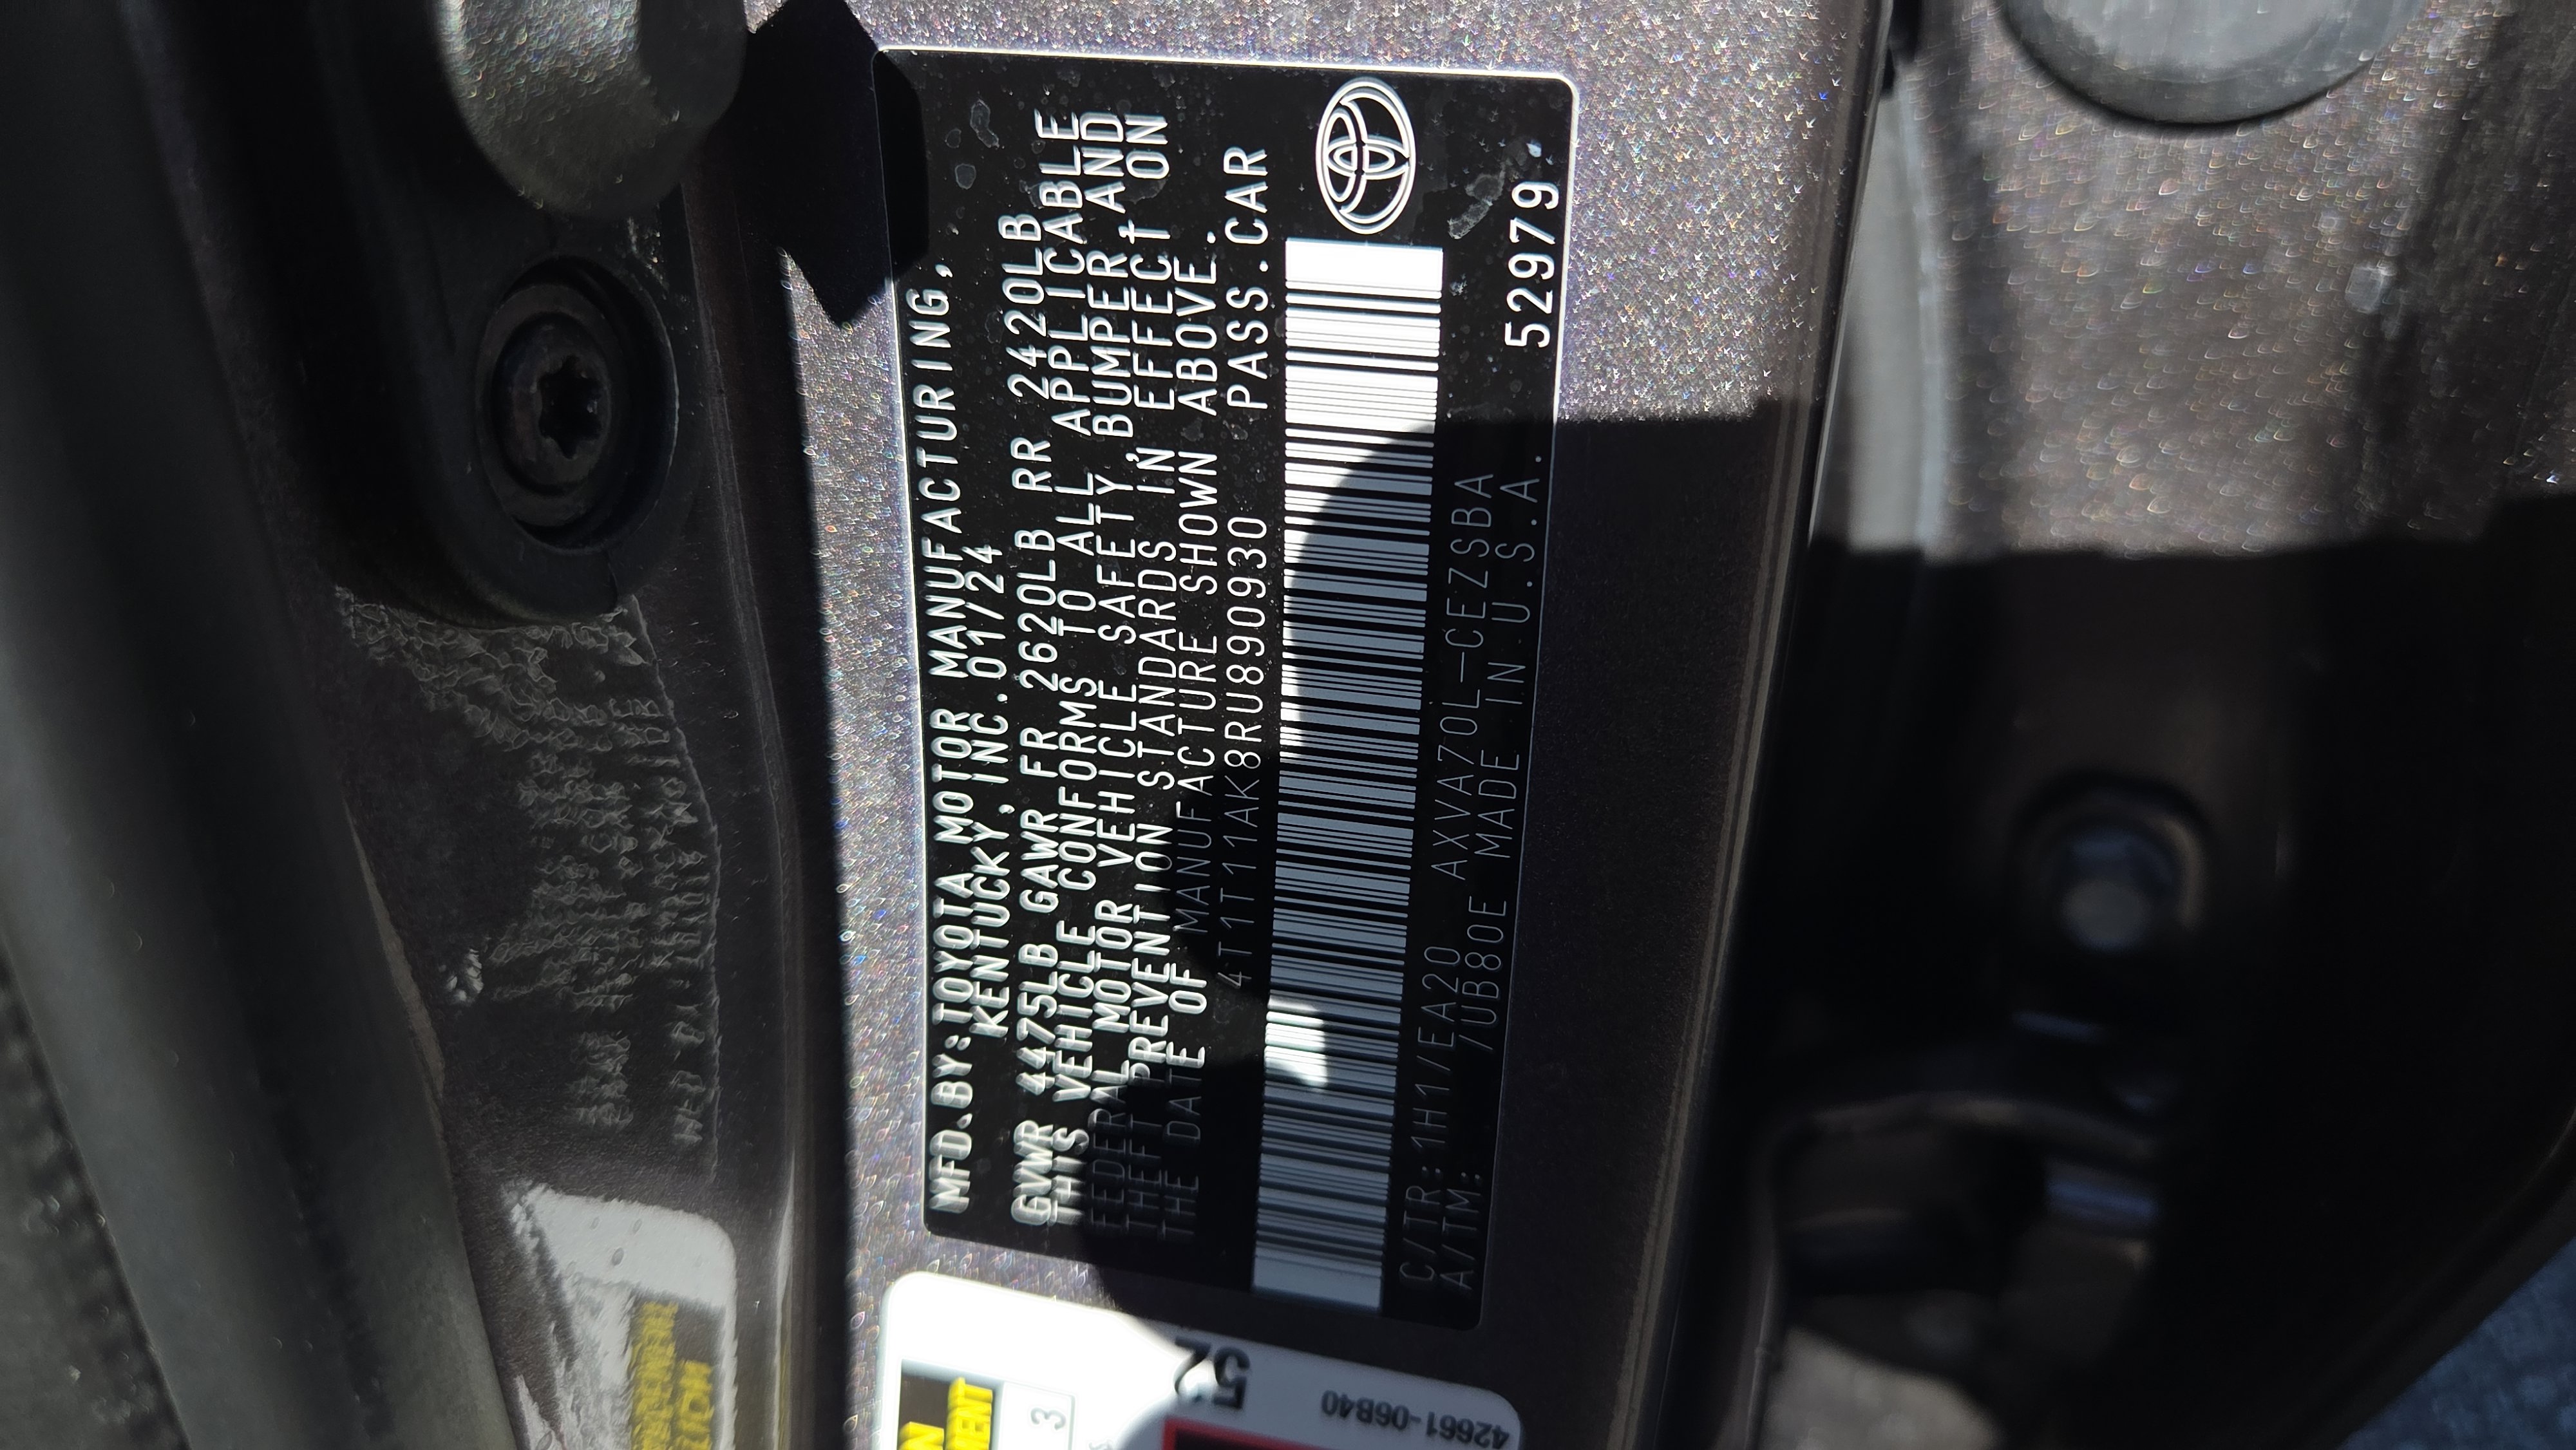 MFD.BY:TOYOTA MOTOR MANUFACTURING,
KENTUCKY,INC.01/24
GVWR 4475LB GAWR FR 2620LB RR 2420LB
THIS VEHICLE CONFORMS TO ALL APPLICABLE
FEDERAL MOTOR VEHICLE SAFETY,BUMPER AND
THEFT PREVENTION STANDARDS IN EFFECT ON
THE DATE OF MANUFACTURE SHOWN ABOVE.
4T1T11AK8RU890930 PASS.CAR
C/TR:1H1/EA20 AXVA70L-CEZSBA
A/TM: /UB80E MADE IN U.S.A.
52979
3
52
42661-06B40